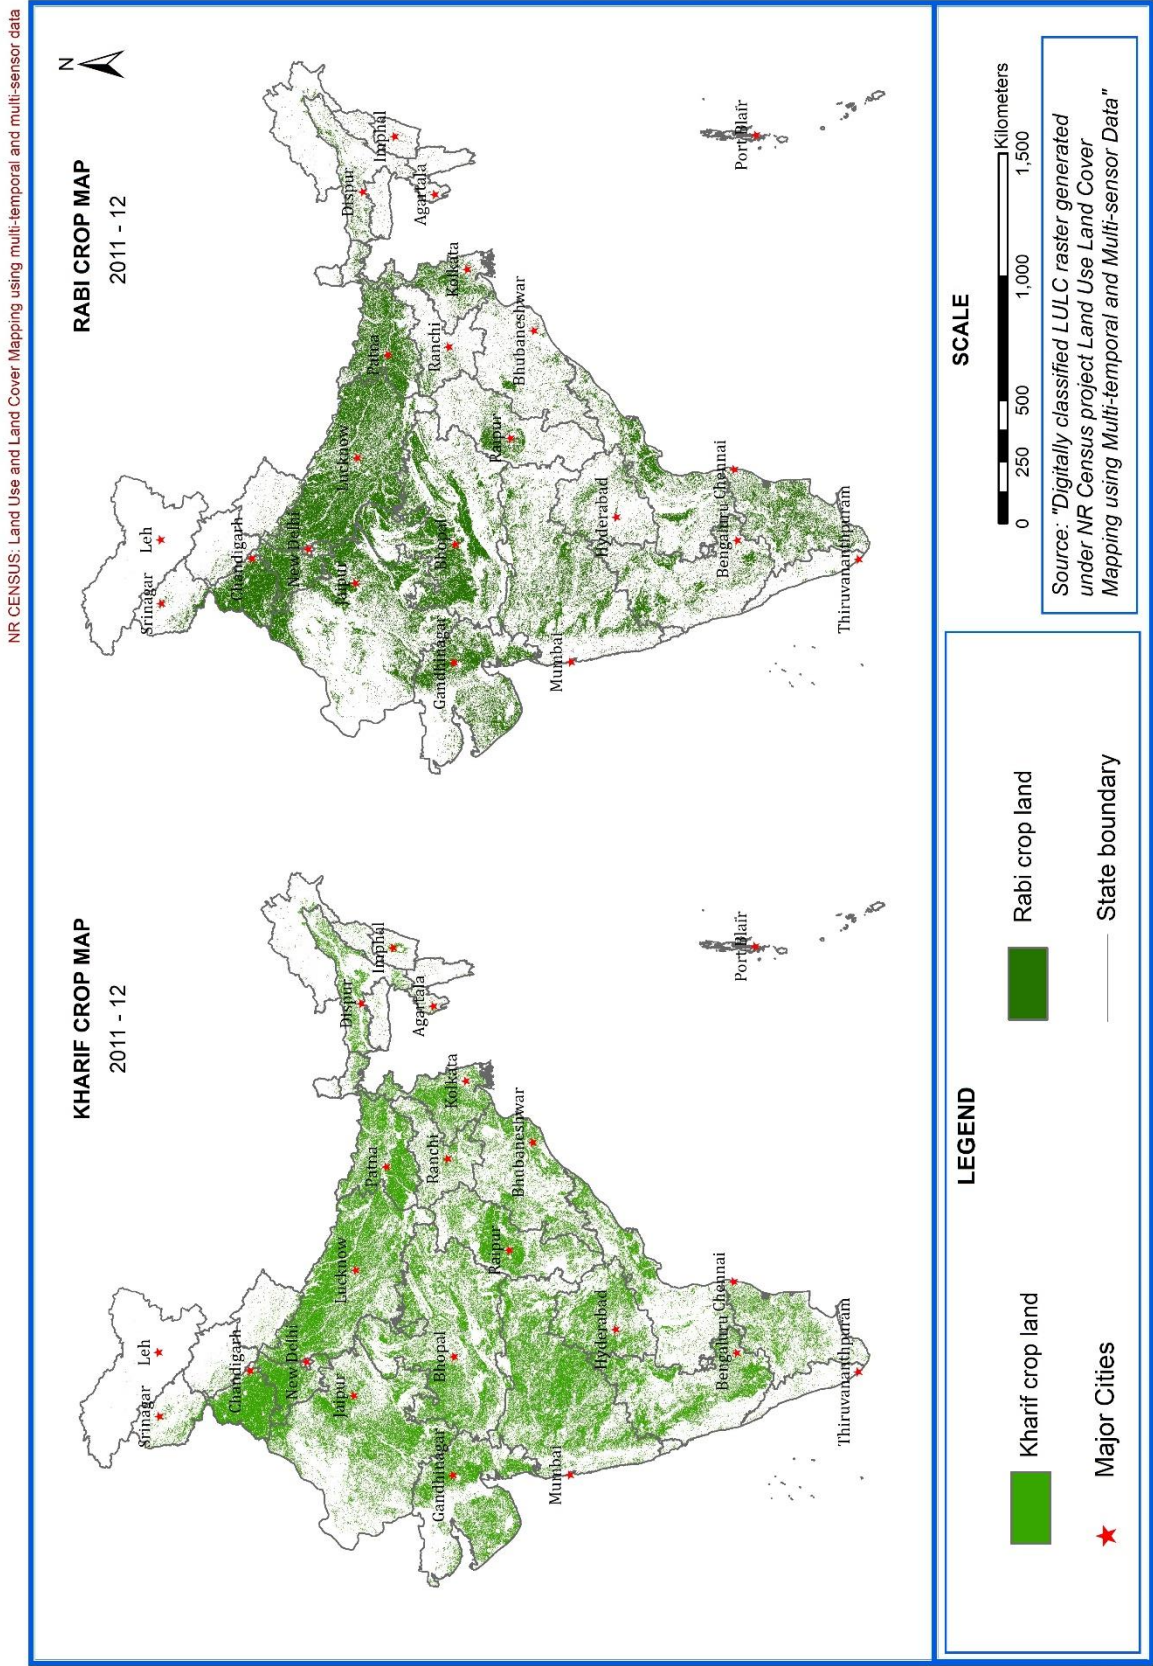 NR CENSUS: Land Use and Land Cover Mapping using multi-temporal and multi-sensor data
KHARIF CROP MAP
2011 - 12
Srinagar
Leh
Chandigarh
New Delhi
Jaipur
Lucknow
Patna
Dispur
Imphal
Agartala
Gandhinagar
Bhopal
Ranchi
Kolkata
Raipur
Bhubaneshwar
Mumbai
Hyderabad
Bengaluru
Chennai
Thiruvananthpuram
Port Blair
RABI CROP MAP
2011 - 12
N
Srinagar
Leh
Chandigarh
New Delhi
Jaipur
Lucknow
Patna
Dispur
Imphal
Agartala
Gandhinagar
Bhopal
Ranchi
Kolkata
Raipur
Bhubaneshwar
Mumbai
Hyderabad
Bengaluru
Chennai
Thiruvananthpuram
Port Blair
LEGEND
Kharif crop land
Rabi crop land
Major Cities
State boundary
SCALE
0 250 500 1,000 1,500
Kilometers
Source: "Digitally classified LULC raster generated
under NR Census project Land Use Land Cover
Mapping using Multi-temporal and Multi-sensor Data"